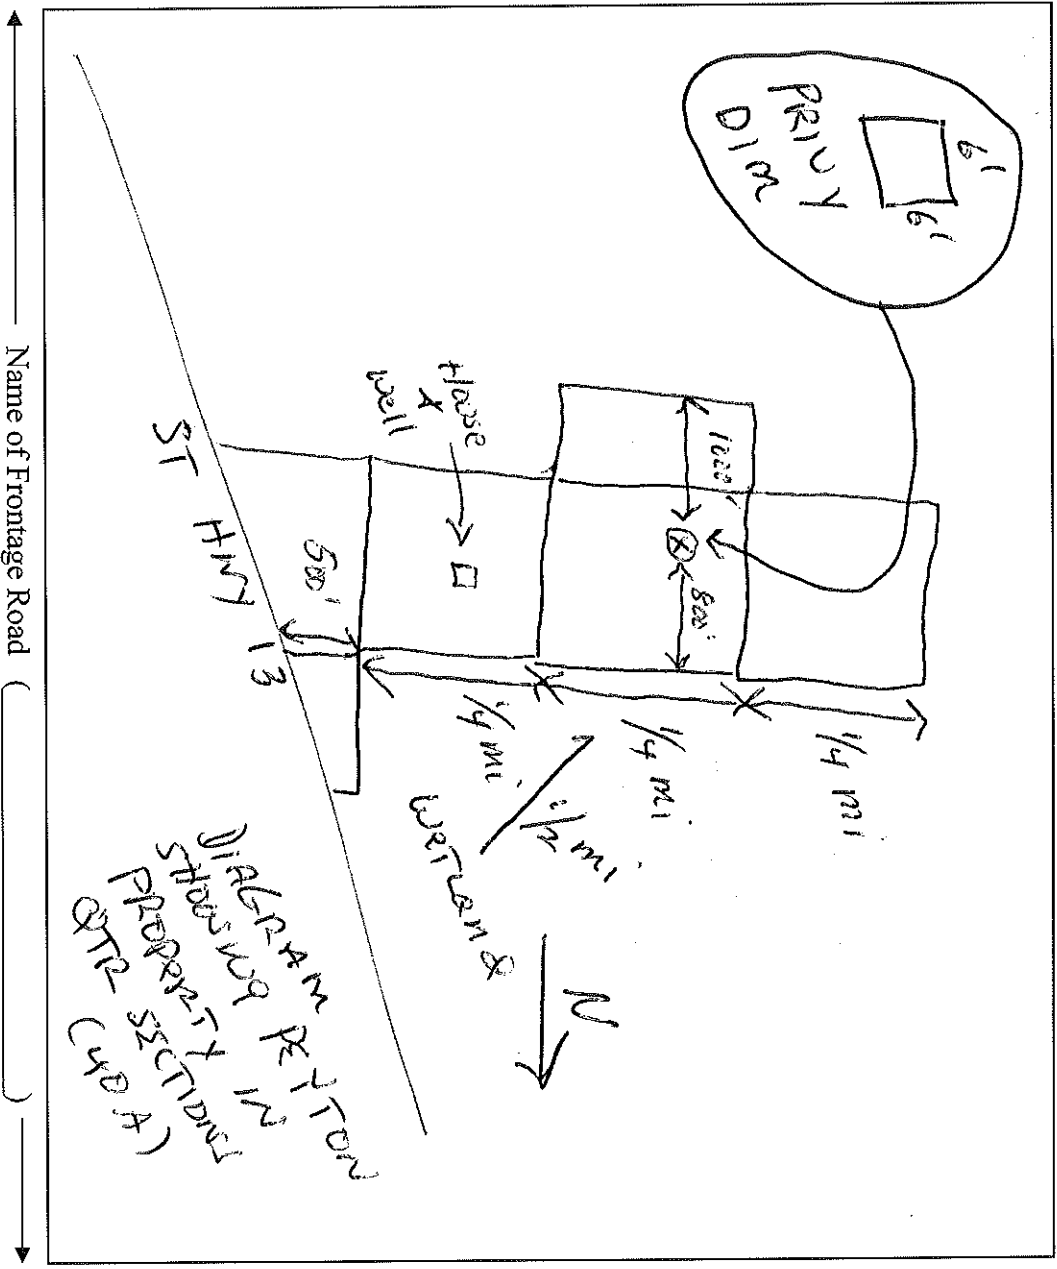 6'
6'
PRIVY
DIM
1/4 mi
1000'
800'
1/4 mi
1/2 mi
N
House
&
well
1/4 mi
WETLAND
500'
ST HWY 13
DIAGRAM
SHOWING PEYTON
PROPERTY IN
QTR SECTIONS
(40 A)
Name of Frontage Road ( )